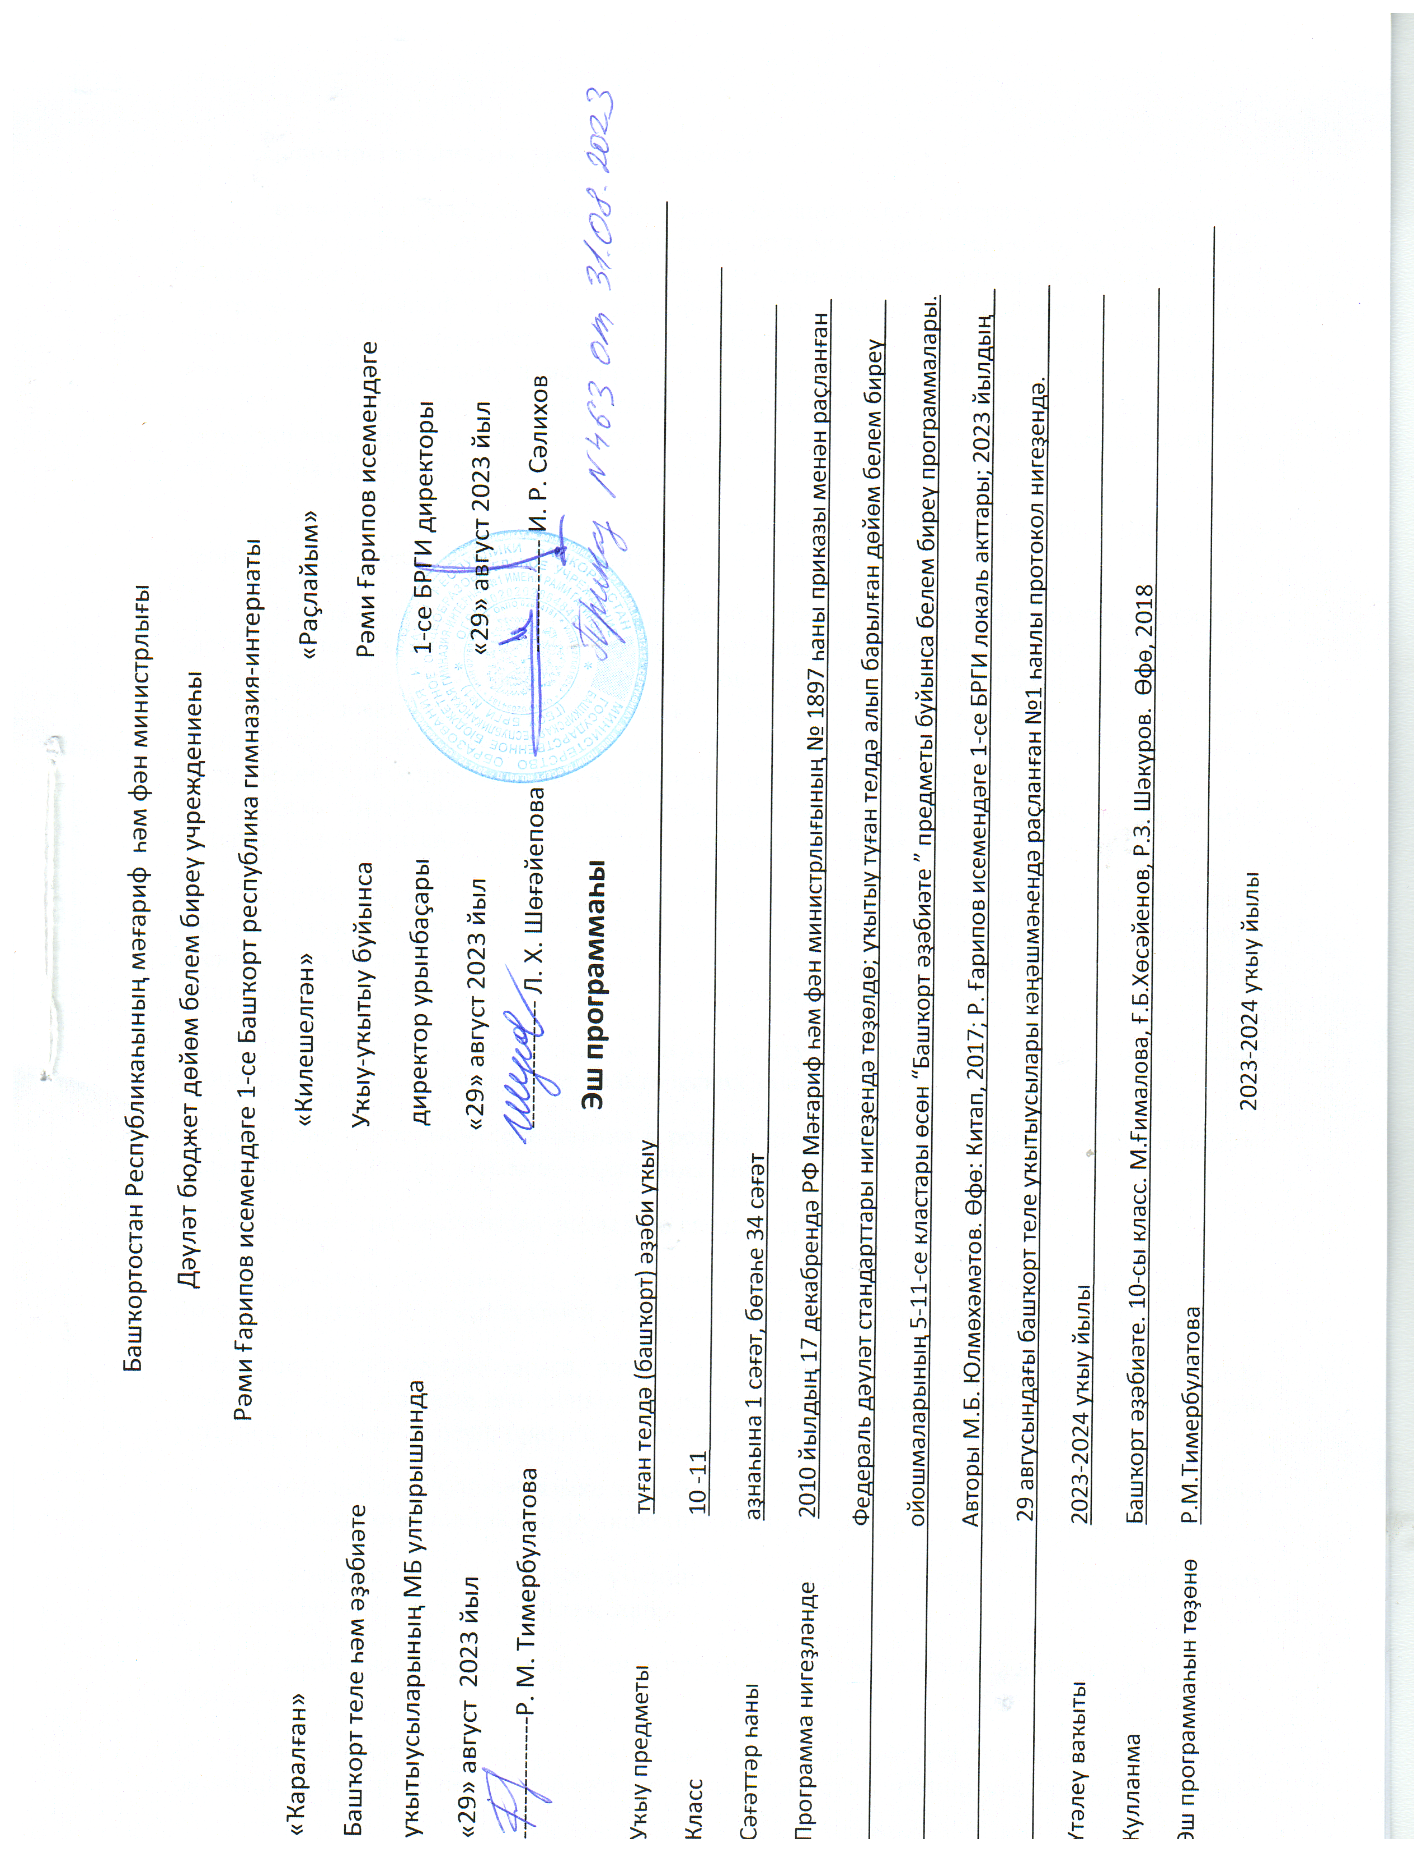 Башҡортостан Республикаһының мәғариф һәм фән министрлығы
Дәүләт бюджет дөйөм белем биреү учреждениеһы
Рәми Ғарипов исемендәге 1-се Башҡорт республика гимназия-интернаты
«Ҡаралған» «Килешелгән» «Раҫлайым»
Башҡорт теле һәм әҙәбиәте Уҡыу-уҡытыу буйынса Рәми Ғарипов исемендәге
уҡытыусыларының МБ ултырышында директор урынбаҫары 1-се БРГИ директоры
«29» август 2023 йыл «29» август 2023 йыл «29» август 2023 йыл
------------Р. М. Тимербулатова ------------- Л. Х. Шөғәйепова ------------ И. Р. Сәлихов
Эш программаһы
Приказ №463 от 31.08.2023
Уҡыу предметы туған телдә (башҡорт) әҙәби уҡыу
Класс 10 -11
Сәғәттәр һаны аҙнаһына 1 сәғәт, бөтәһе 34 сәғәт
Программа нигеҙләнде 2010 йылдың 17 декабрендә РФ Мәғариф һәм фән министрлығының № 1897 һаны приказы менән раҫланған
Федераль дәүләт стандарттары нигеҙендә төҙөлдө; уҡытыу туған телдә алып барылған дөйөм белем биреү
ойошмаларының 5-11-се кластары өсөн “Башҡорт әҙәбиәте” предметы буйынса белем биреү программалары.
Авторы М.Б. Юлмөхәмәтов. Өфө: Китап, 2017; Р. Ғарипов исемендәге 1-се БРГИ локаль акттары; 2023 йылдың
29 авгусындағы башҡорт теле уҡытыусылары кәңәшмәһендә раҫланған №1 һанлы протокол нигеҙендә.
Үтәлеү ваҡыты 2023-2024 уҡыу йылы
Ҡулланма Башҡорт әҙәбиәте. 10-сы класс. М.Ғималова, Ғ.Б.Хөсәйенов, Р.З. Шәкүров. Өфө, 2018
Эш программаһын төҙөнө Р.М.Тимербулатова
2023-2024 уҡыу йылы